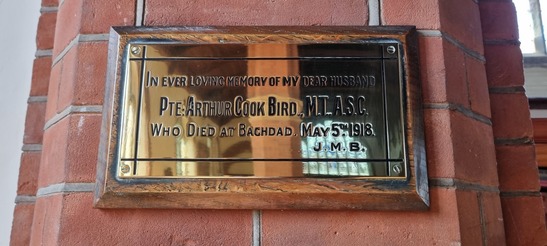 IN EVER LOVING MEMORY OF MY DEAR HUSBAND
PTE: ARTHUR COOK BIRD, M.T. A.S.C.
WHO DIED AT BAGHDAD, MAY 5TH 1918.
J.M.B.